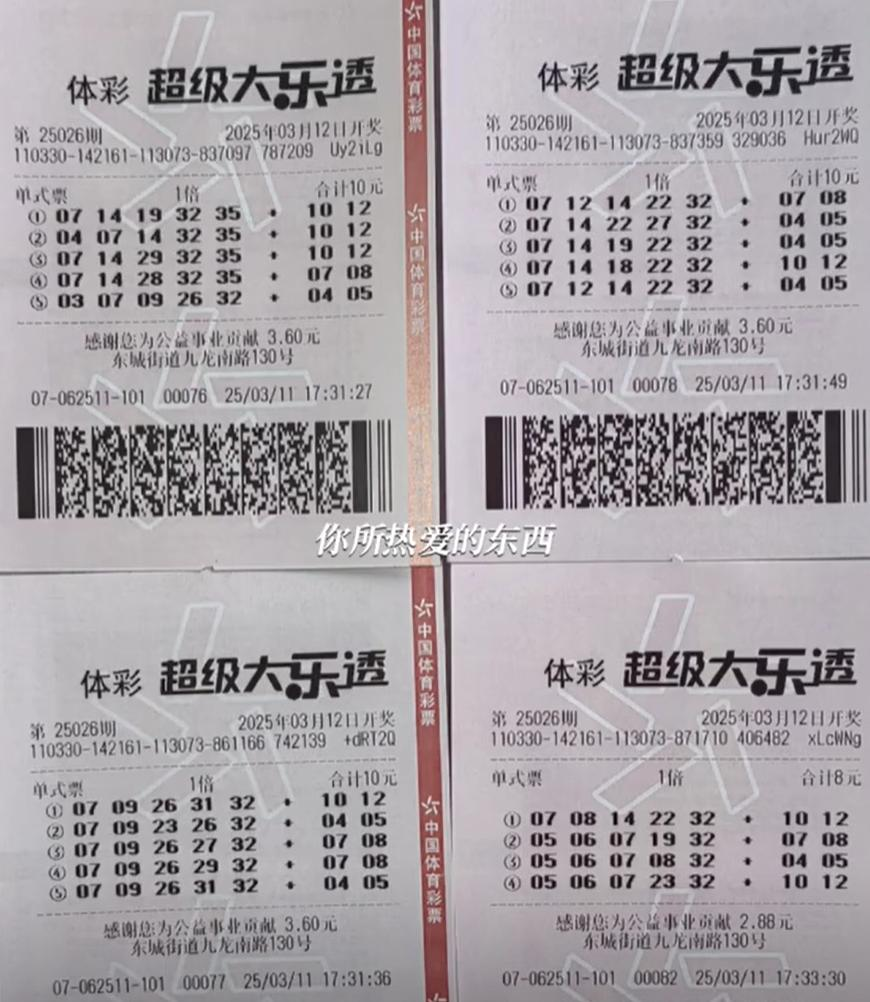 体彩 超级大乐透
第 25026期 2025年03月12日开奖
110330-142161-113073-837097 787209 Uy2iLg
单式票 1倍 合计10元
① 07 14 19 32 35 + 10 12
② 04 07 14 32 35 + 10 12
③ 07 14 29 32 35 + 10 12
④ 07 14 28 32 35 + 07 08
⑤ 03 07 09 26 32 + 04 05
感谢您为公益事业贡献 3.60元
东城街道九龙南路130号
07-062511-101 00076 25/03/11 17:31:27
中国体育彩票
中国体育彩票
体彩 超级大乐透
第 25026期 2025年03月12日开奖
110330-142161-113073-837359 329036 Hur2WQ
单式票 1倍 合计10元
① 07 12 14 22 32 + 07 08
② 07 14 22 27 32 + 04 05
③ 07 14 19 22 32 + 04 05
④ 07 14 18 22 32 + 10 12
⑤ 07 12 14 22 32 + 04 05
感谢您为公益事业贡献 3.60元
东城街道九龙南路130号
07-062511-101 00078 25/03/11 17:31:49
你所热爱的东西
体彩 超级大乐透
第 25026期 2025年03月12日开奖
110330-142161-113073-861166 742139 +dRT2Q
单式票 1倍 合计10元
① 07 09 26 31 32 + 10 12
② 07 09 23 26 32 + 04 05
③ 07 09 26 27 32 + 07 08
④ 07 09 26 29 32 + 07 08
⑤ 07 09 26 31 32 + 04 05
感谢您为公益事业贡献 3.60元
东城街道九龙南路130号
07-062511-101 00077 25/03/11 17:31:36
中国体育彩票
中国体育彩票
体彩 超级大乐透
第 25026期 2025年03月12日开奖
110330-142161-113073-871710 406482 xLcWNg
单式票 1倍 合计8元
① 07 08 14 22 32 + 10 12
② 05 06 07 19 32 + 07 08
③ 05 06 07 08 32 + 04 05
④ 05 06 07 23 32 + 10 12
感谢您为公益事业贡献 2.88元
东城街道九龙南路130号
07-062511-101 00082 25/03/11 17:33:30